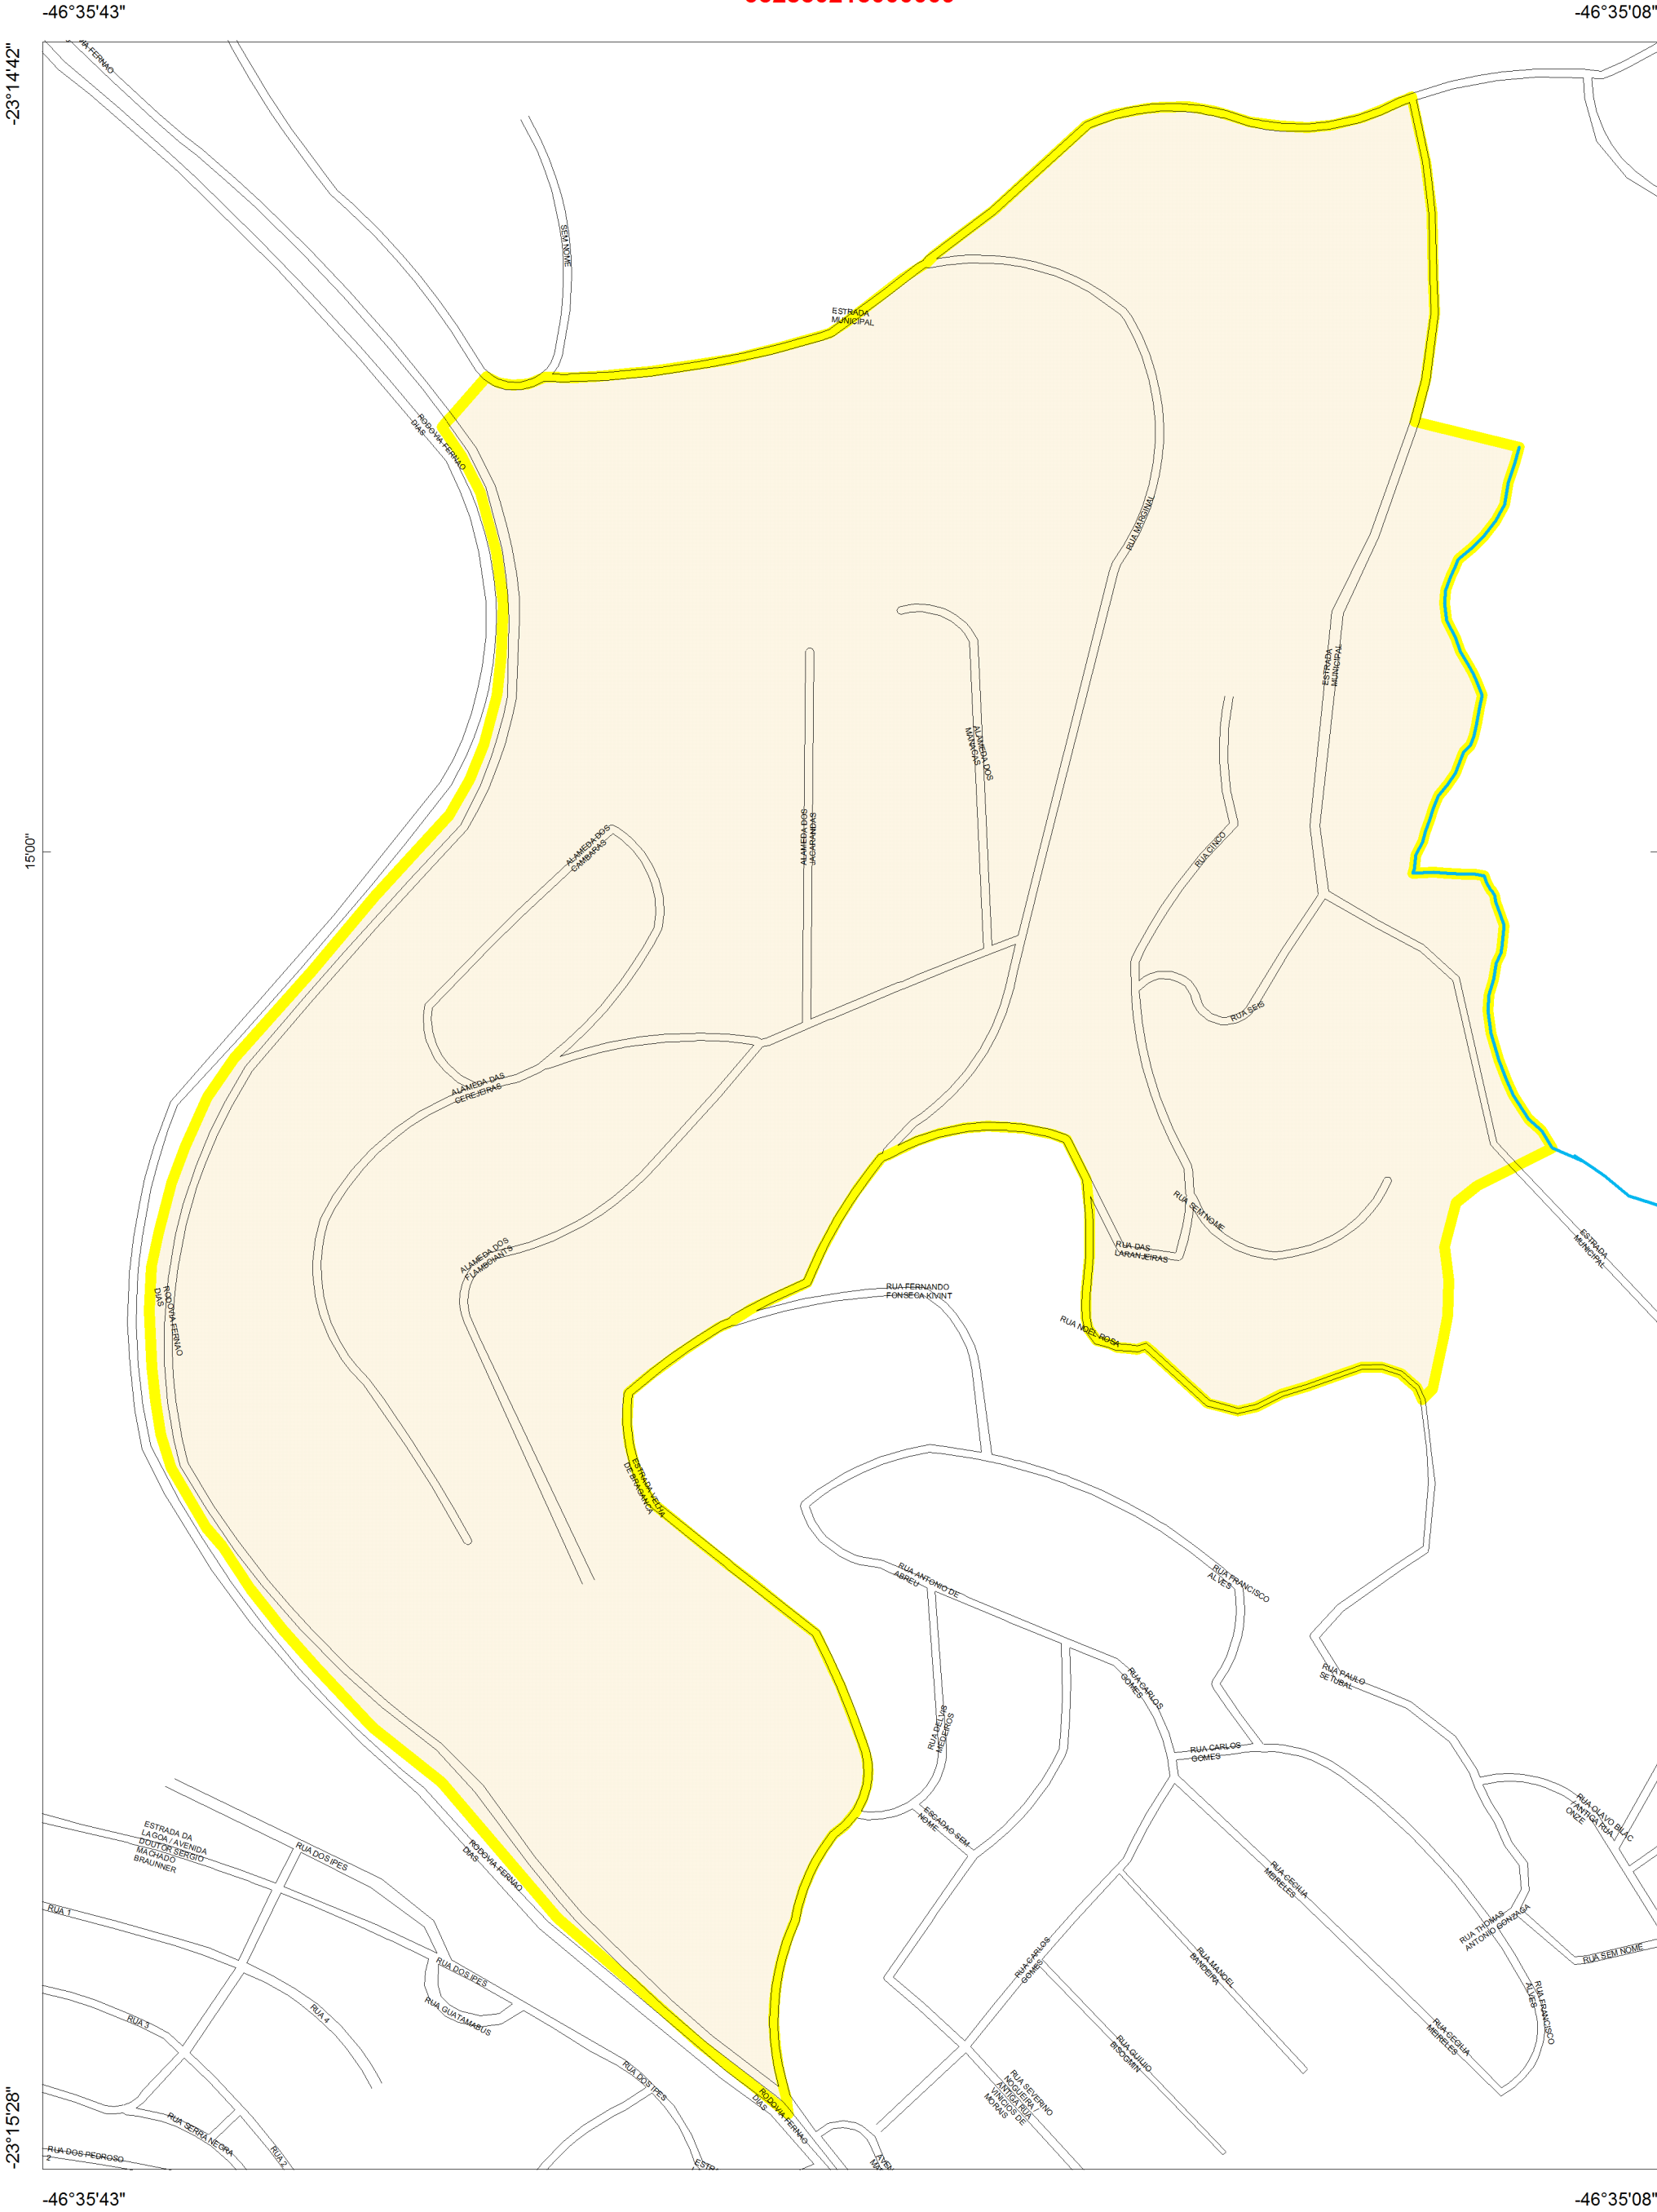 -46°35'43"
-46°35'08"
-23°14'42"
SEM NOME
ESTRADA
MUNICIPAL
RODOVIA FERNAO
DIAS
RUA MARGINAL
ESTRADA
MUNICIPAL
ALAMEDA DOS
MANACAS
ALAMEDA DOS
JACARANDAS
ALAMEDA DOS
CAMBARAS
RUA CINCO
15'00"
RUA SEIS
ALAMEDA DAS
CEREJEIRAS
RUA SEM NOME
RUA DAS
LARANJEIRAS
ESTRADA
MUNICIPAL
ALAMEDA DOS
FLAMBOIANTS
RUA FERNANDO
FONSECA KIVINT
RODOVIA FERNAO
DIAS
RUA NOEL ROSA
ESTRADA VELHA
DE BRAGANCA
RUA ANTONIO DE
ABREU
RUA FRANCISCO
ALVES
RUA CARLOS
GOMES
RUA PAULO
SETUBAL
RUA DELVIS
MEDEIROS
RUA CARLOS
GOMES
RUA OLAVO BILAC
/ ANTIGA RUA
ONZE
ESCADAO SEM
NOME
ESTRADA DA
LAGOA / AVENIDA
DOUTOR SERGIO
MACHADO
BRAUNNER
RUA DOS IPES
RODOVIA FERNAO
DIAS
RUA CECILIA
MEIRELES
RUA 1
RUA THOMAS
ANTONIO GONZAGA
RUA SEM NOME
RUA CARLOS
GOMES
RUA MANOEL
BANDEIRA
RUA DOS IPES
RUA GUATAMABUS
RUA 4
RUA 3
RUA FRANCISCO
ALVES
RUA CECILIA
MEIRELES
RUA GUILIIO
BISOGMIN
RUA DOS IPES
RUA SEVERINO
NOGUEIRA /
ANTIGA RUA
VINICIOS DE
MORAIS
RODOVIA FERNAO
DIAS
RUA SERRA NEGRA
RUA 2
RUA DOS PEDROSO
2
-23°15'28"
-46°35'43"
-46°35'08"